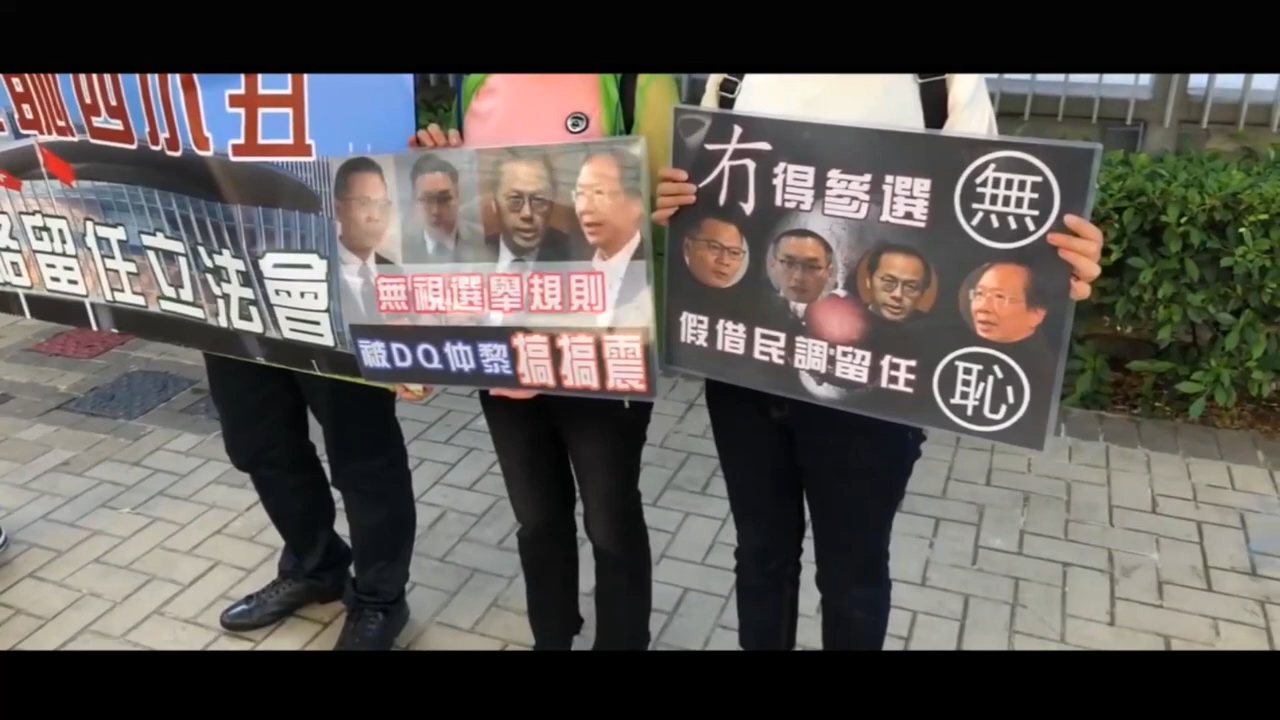 丑
留任立法會
無視選舉規則
被DQ仲黎搞搞震
冇得參選 無
假借民調留任 恥